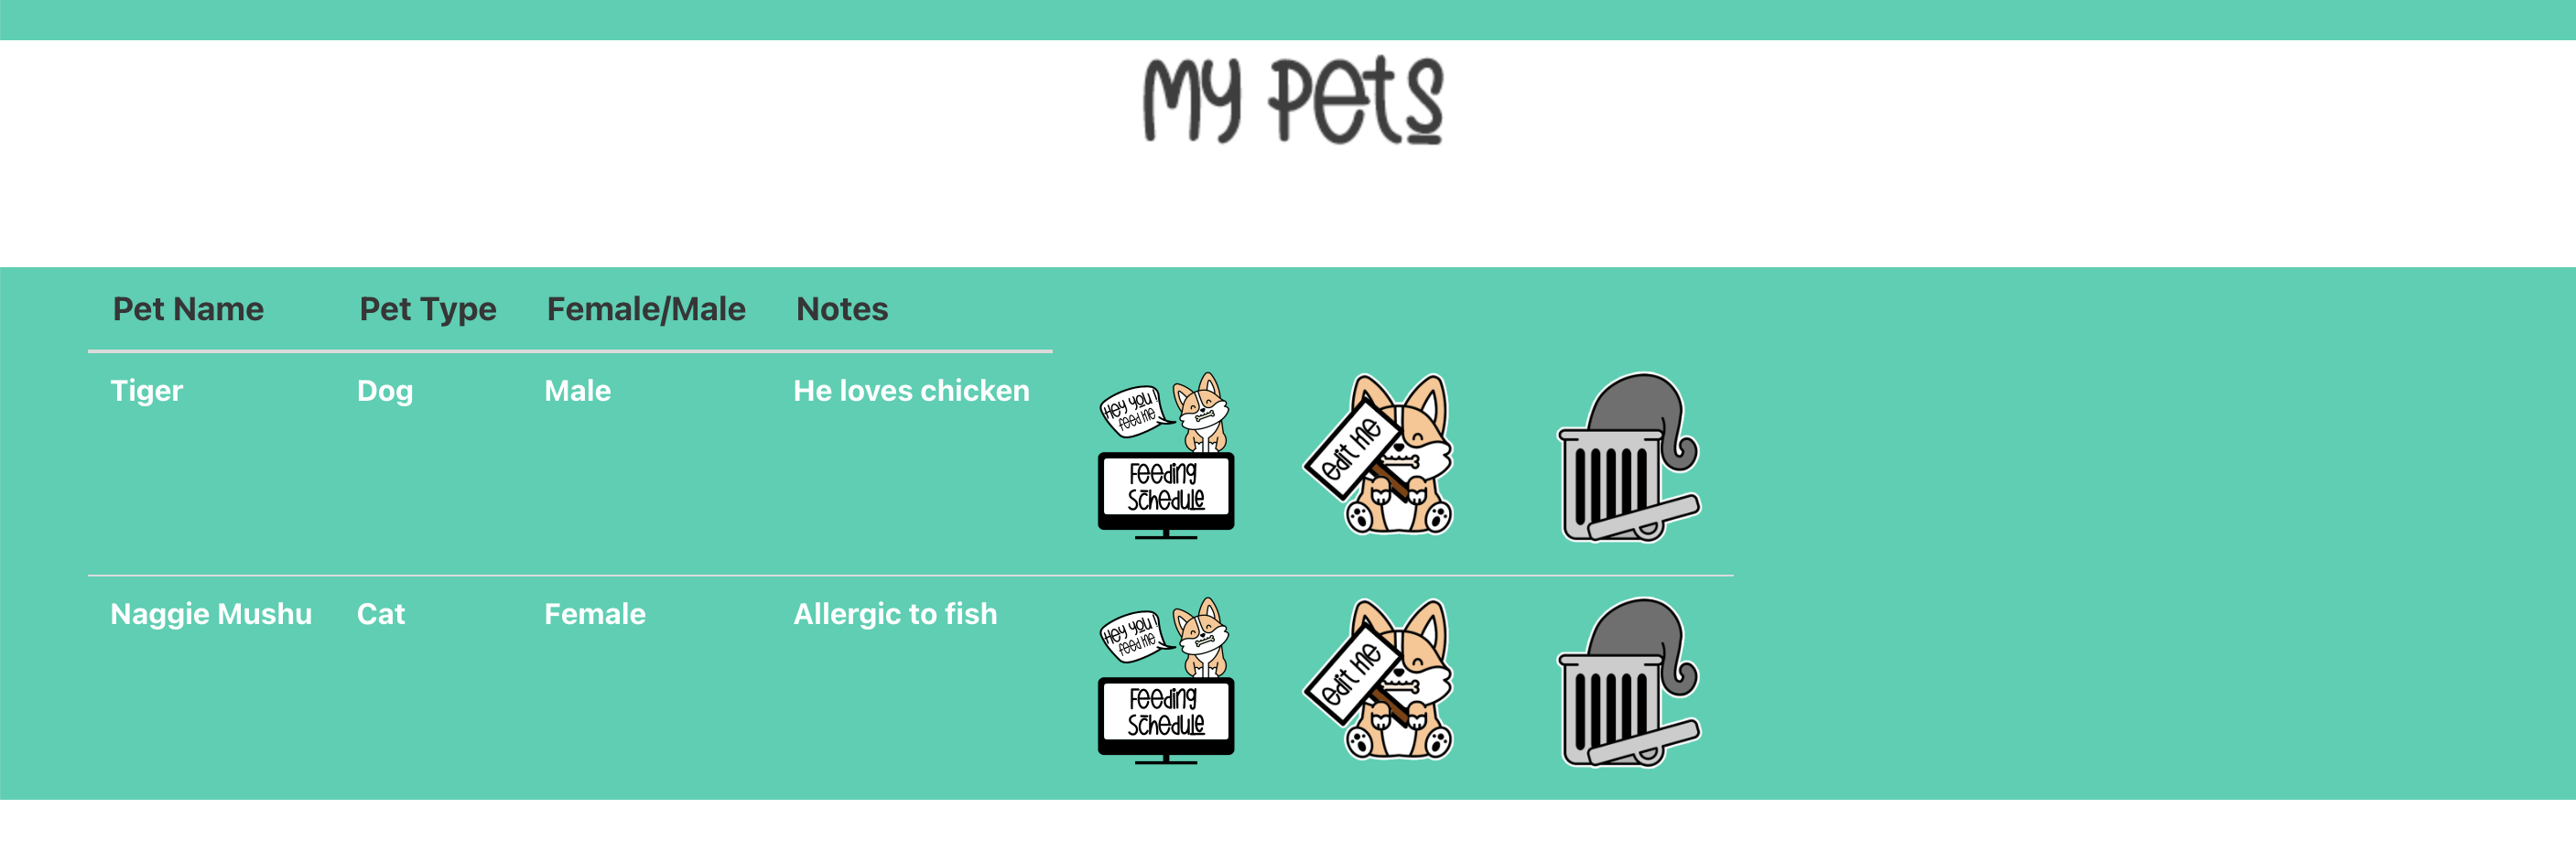 My Pets
Pet Name Pet Type Female/Male Notes
Tiger Dog Male He loves chicken
Hey you!
feed me
Feeding
Schedule
edit me
Naggie Mushu Cat Female Allergic to fish
Hey you!
feed me
Feeding
Schedule
edit me